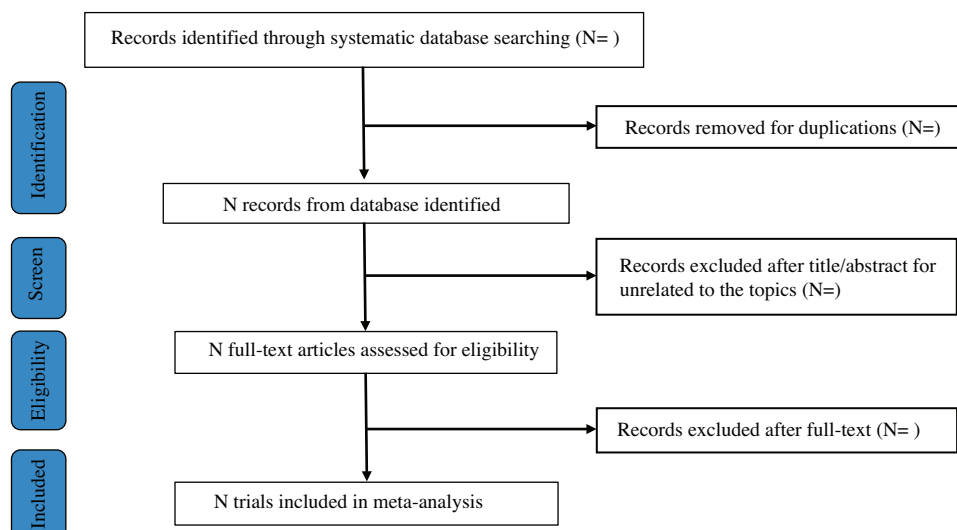 Records identified through systematic database searching (N= )
Identification
Records removed for duplications (N=)
N records from database identified
Screen
Records excluded after title/abstract for
unrelated to the topics (N=)
N full-text articles assessed for eligibility
Eligibility
Records excluded after full-text (N= )
Included
N trials included in meta-analysis